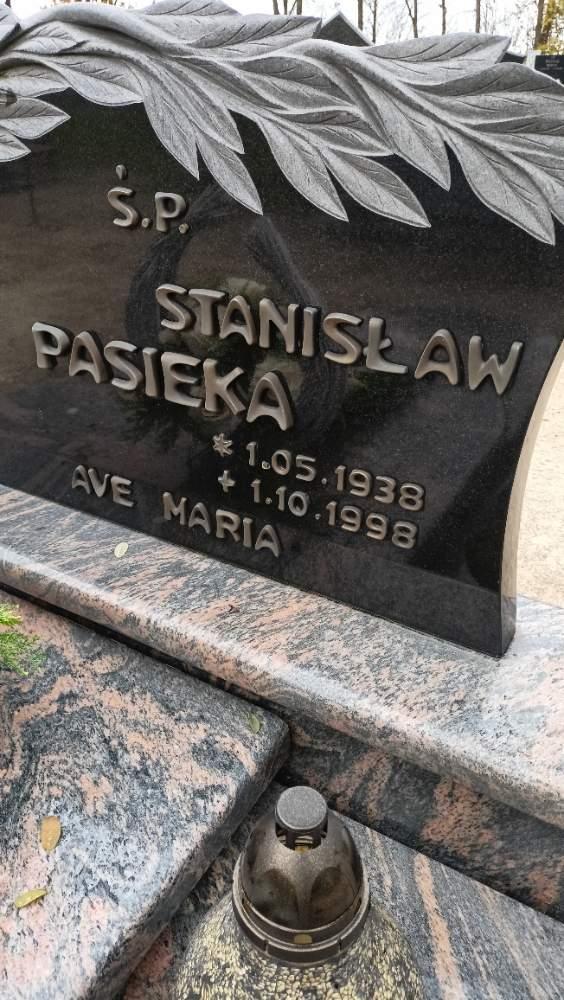 Ś.P.
STANISŁAW
PASIEKA
* 1.05.1938
+ 1.10.1998
AVE MARIA